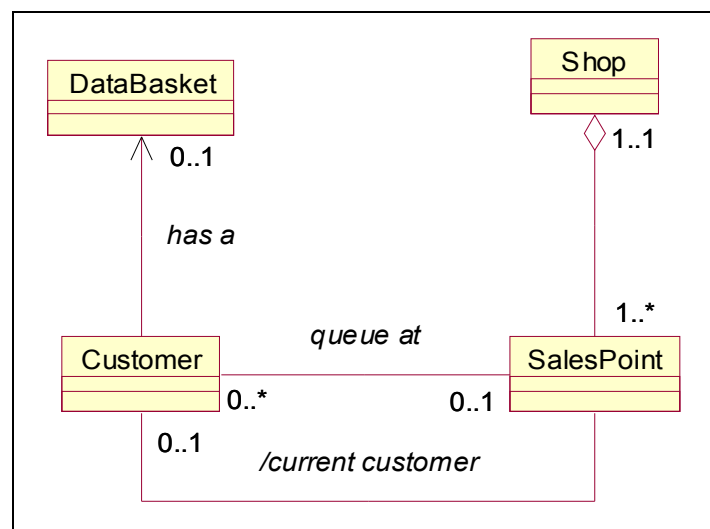 Shop
DataBasket
0..1
1..1
has a
1..*
queue at
Customer
SalesPoint
0..*
0..1
0..1
/current customer